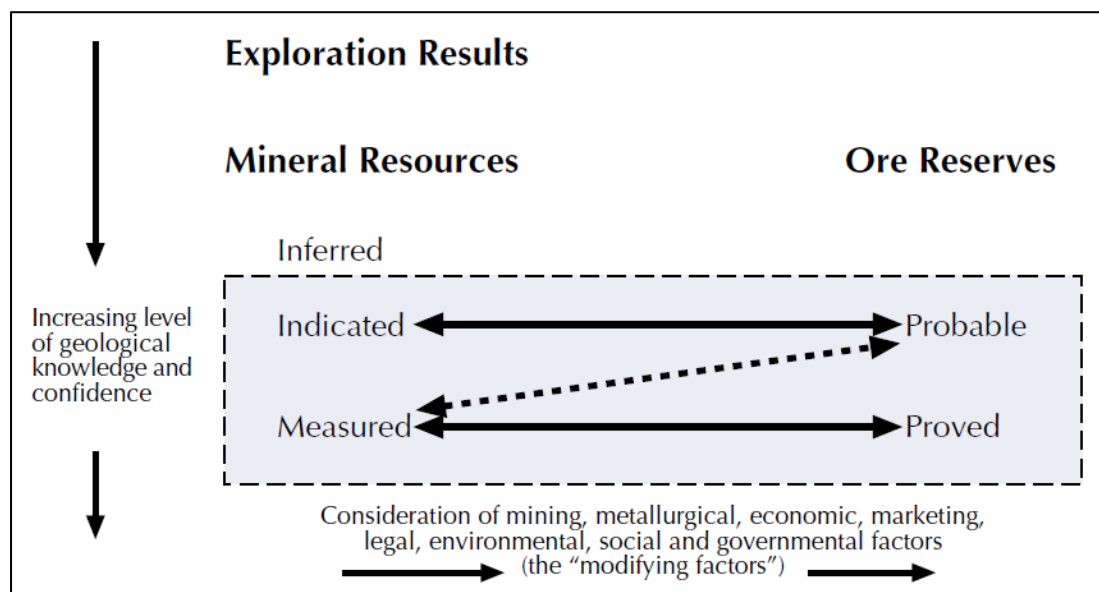 Exploration Results
Mineral Resources
Ore Reserves
Inferred
Indicated
Probable
Measured
Proved
Increasing level
of geological
knowledge and
confidence
Consideration of mining, metallurgical, economic, marketing,
legal, environmental, social and governmental factors
(the “modifying factors”)